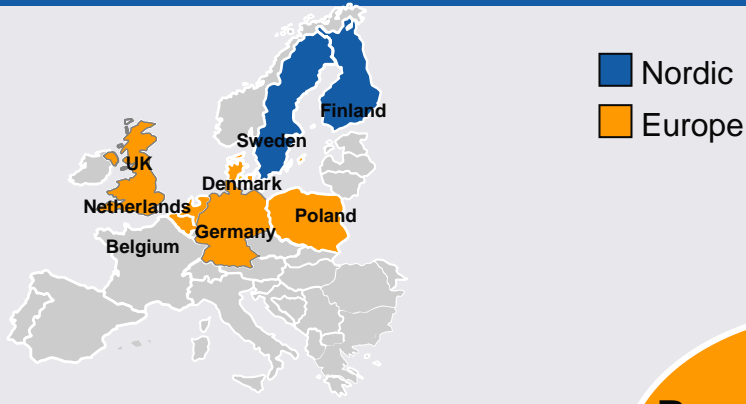 Nordic
Europe
Finland
Sweden
UK
Denmark
Netherlands
Poland
Germany
Belgium